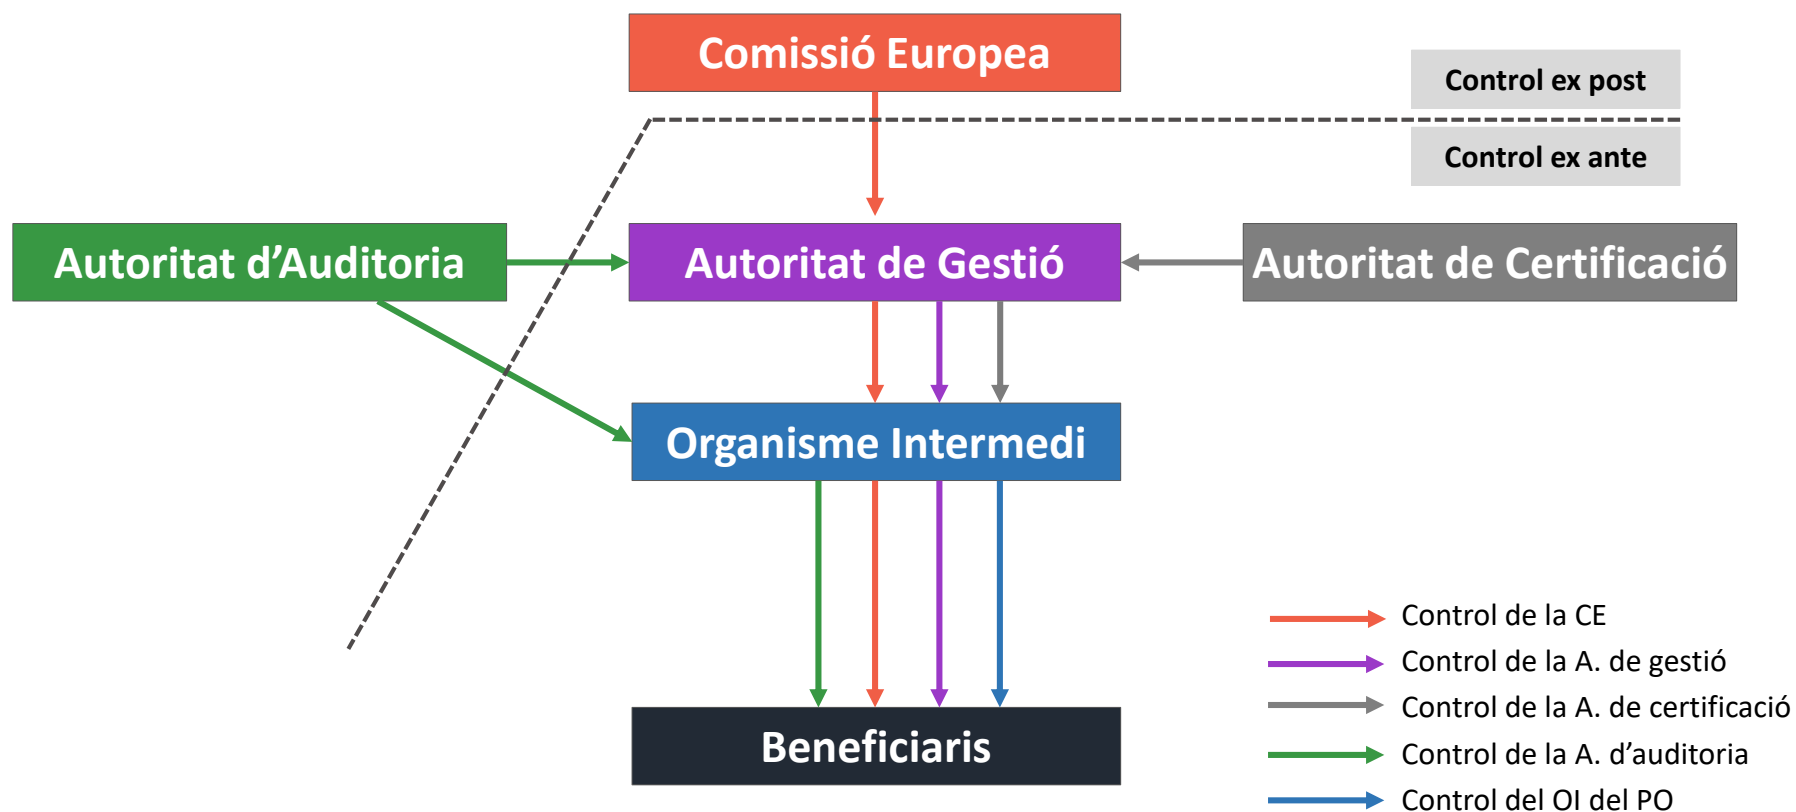 Comissió Europea
Control ex post
Control ex ante
Autoritat d’Auditoria
Autoritat de Gestió
Autoritat de Certificació
Organisme Intermedi
Beneficiaris
Control de la CE
Control de la A. de gestió
Control de la A. de certificació
Control de la A. d’auditoria
Control del OI del PO